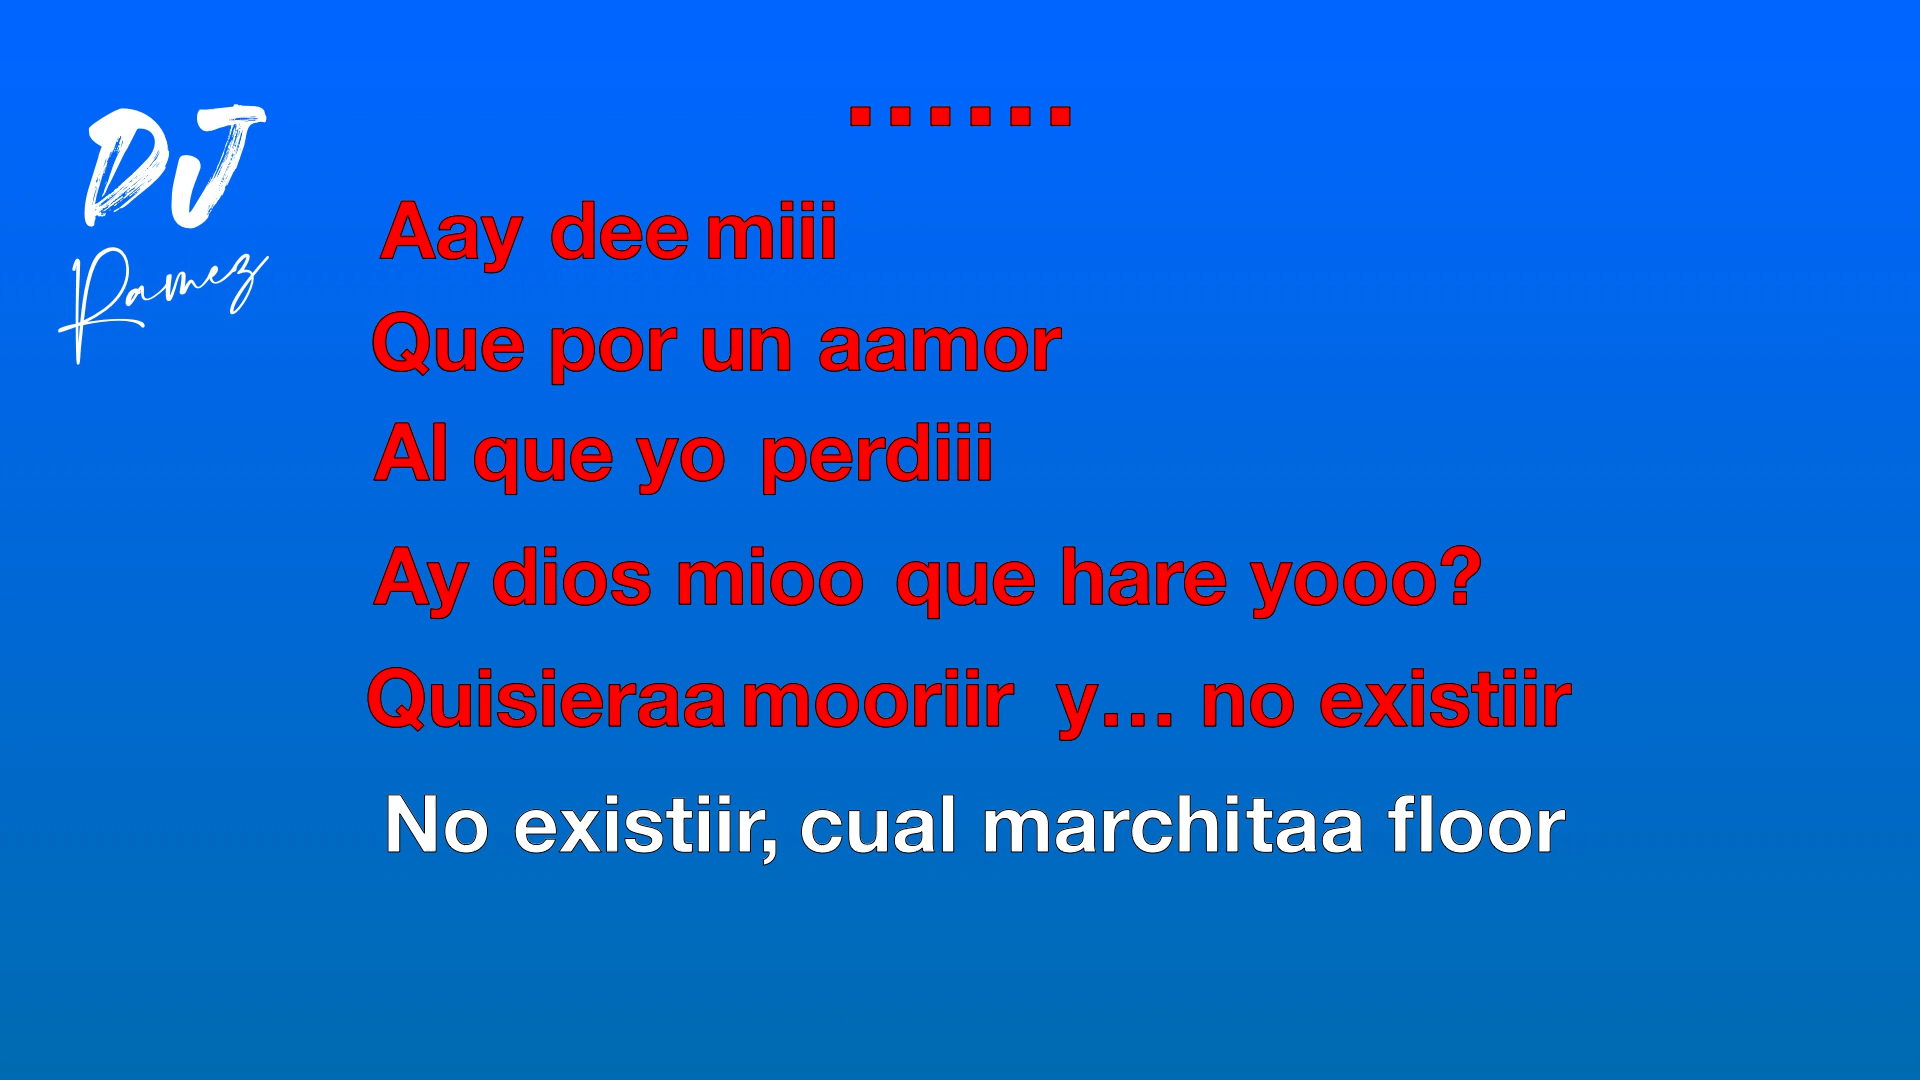 DJ
Ramez
......
Aay dee miii
Que por un aamor
Al que yo perdiii
Ay dios mioo que hare yooo?
Quisieraa mooriir y... no existiir
No existiir, cual marchitaa floor